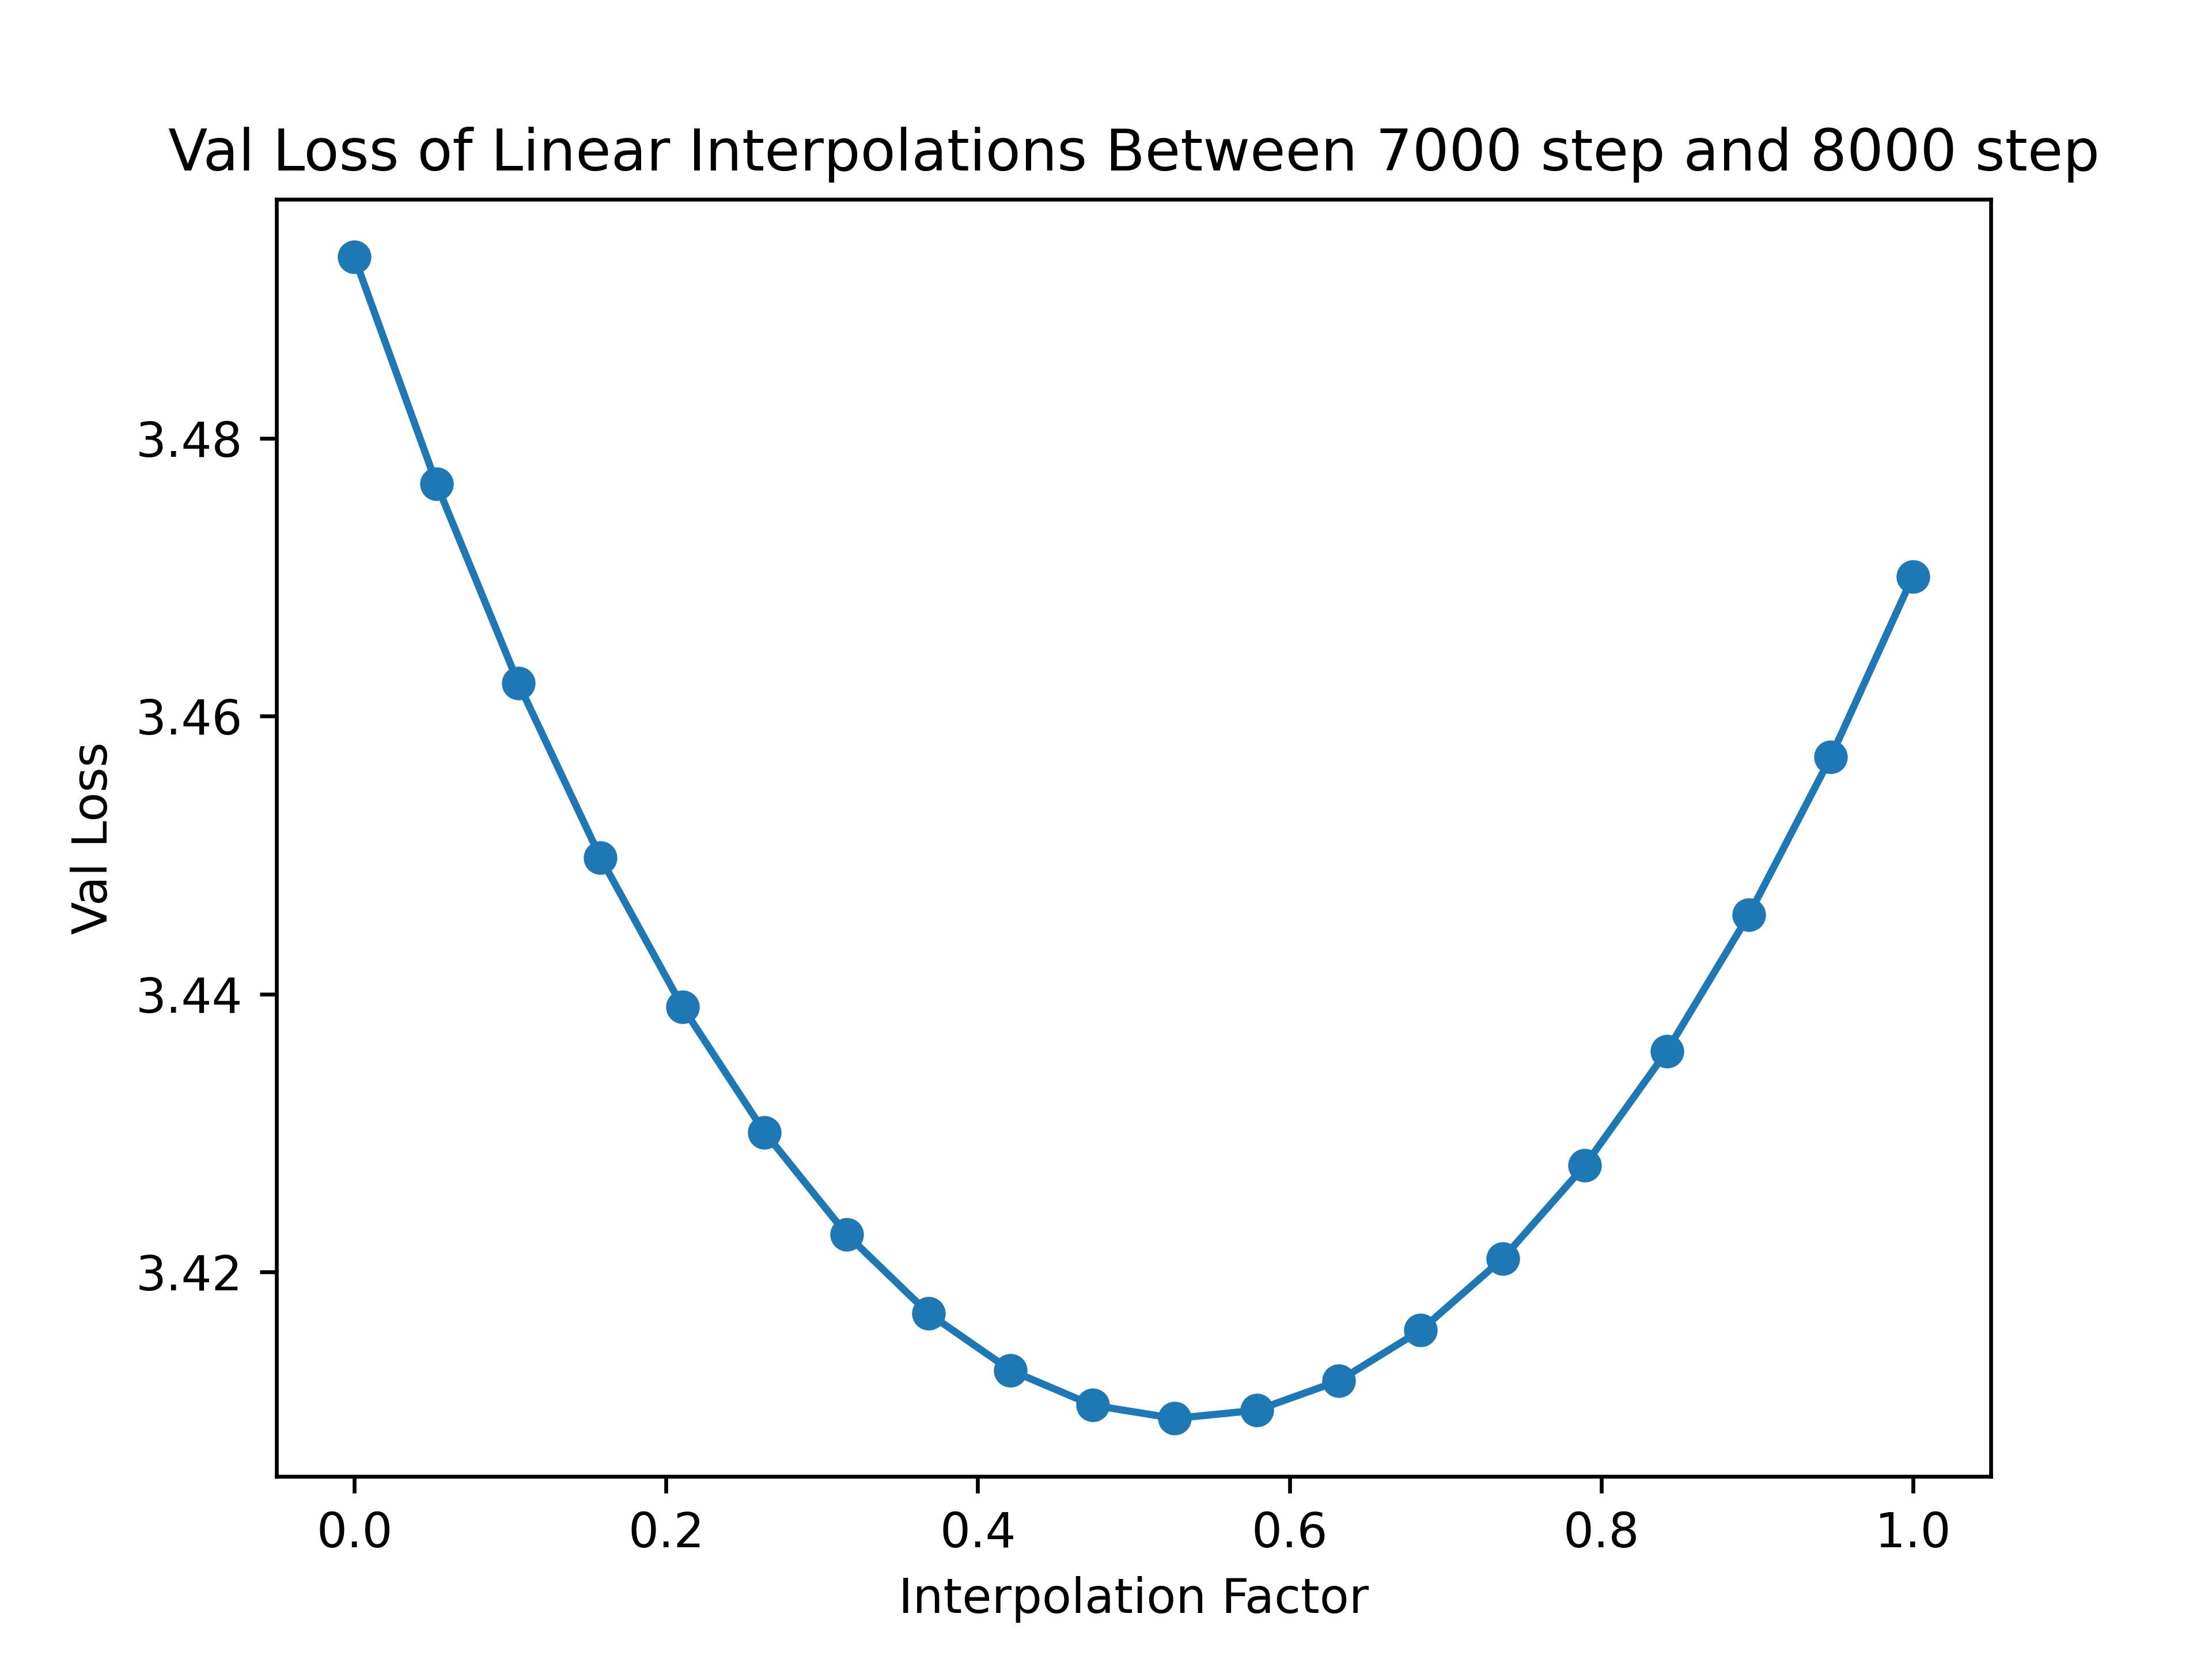 Val Loss of Linear Interpolations Between 7000 step and 8000 step
3.48
3.46
3.44
3.42
Val Loss
0.0 0.2 0.4 0.6 0.8 1.0
Interpolation Factor